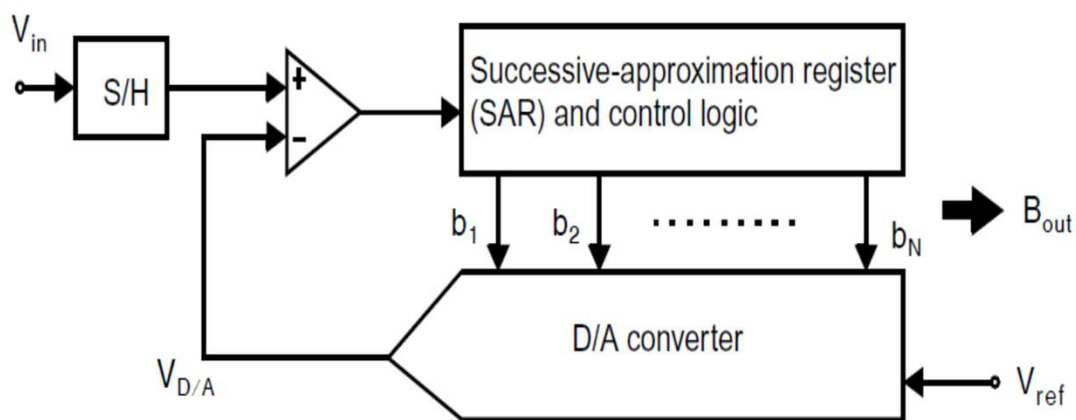 V_in
S/H
+
-
Successive-approximation register
(SAR) and control logic
b_1
b_2
.........
b_N
B_out
D/A converter
V_D/A
V_ref